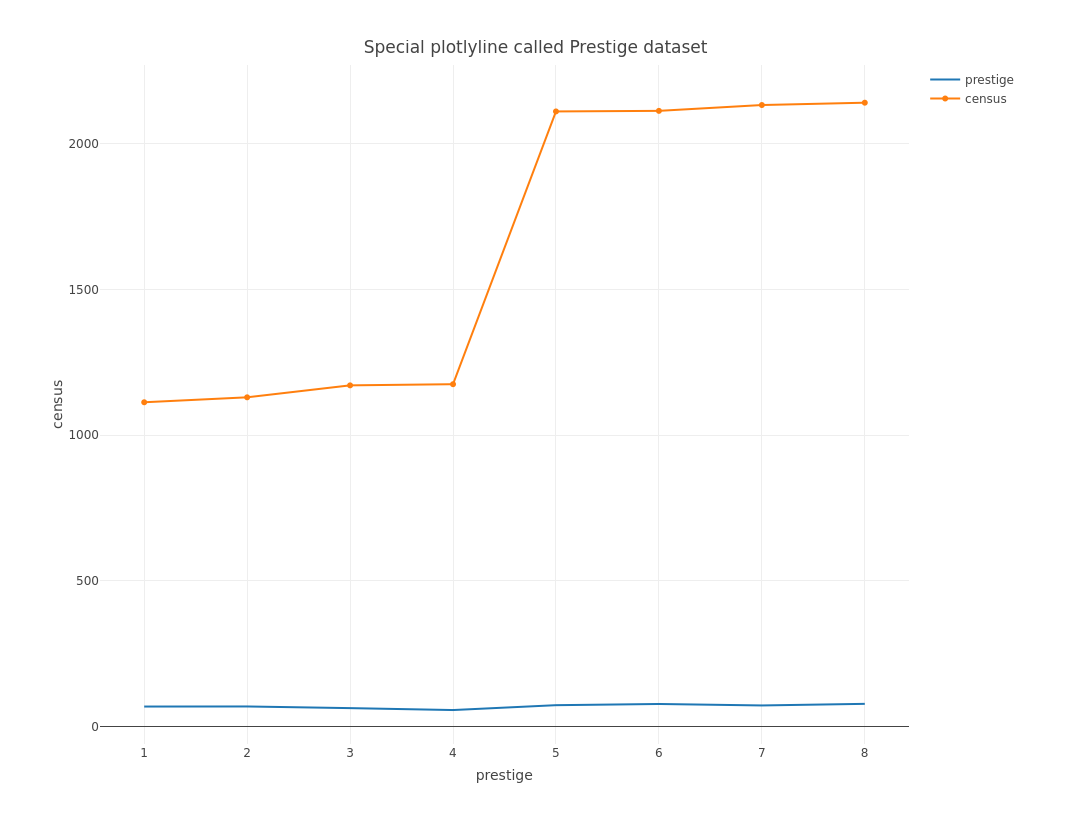 Special plotlyline called Prestige dataset
prestige
census
2000
1500
1000
500
0
census
1 2 3 4 5 6 7 8
prestige